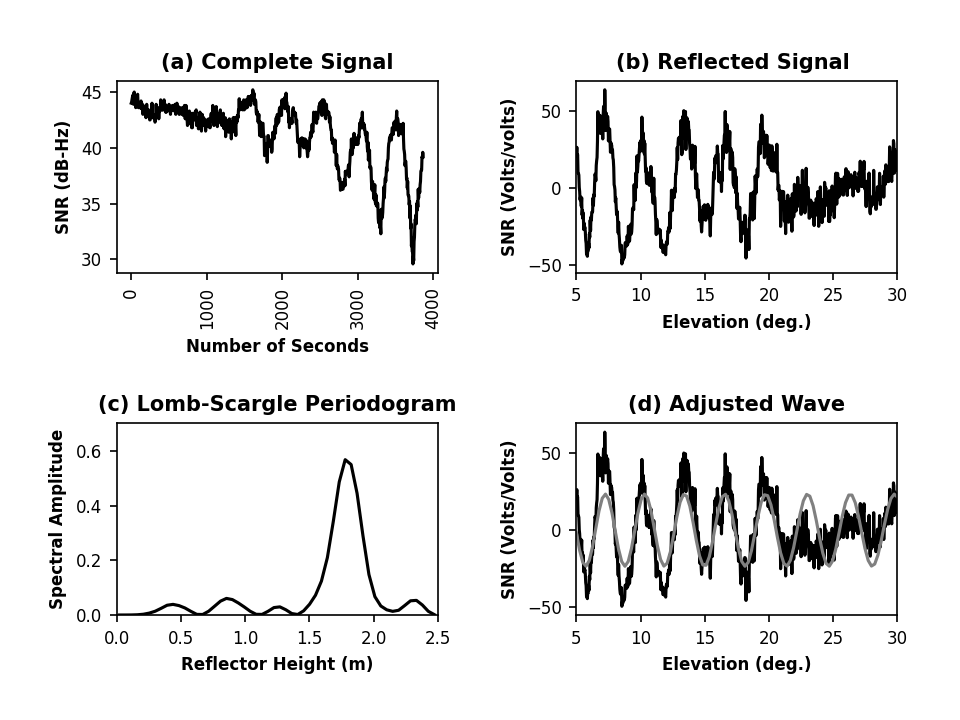 (a) Complete Signal
45
40
35
30
SNR (dB-Hz)
0
1000
2000
3000
4000
Number of Seconds
(b) Reflected Signal
50
0
−50
SNR (Volts/volts)
5 10 15 20 25 30
Elevation (deg.)
(c) Lomb-Scargle Periodogram
0.6
0.4
0.2
0.0
Spectral Amplitude
0.0 0.5 1.0 1.5 2.0 2.5
Reflector Height (m)
(d) Adjusted Wave
50
0
−50
SNR (Volts/Volts)
5 10 15 20 25 30
Elevation (deg.)